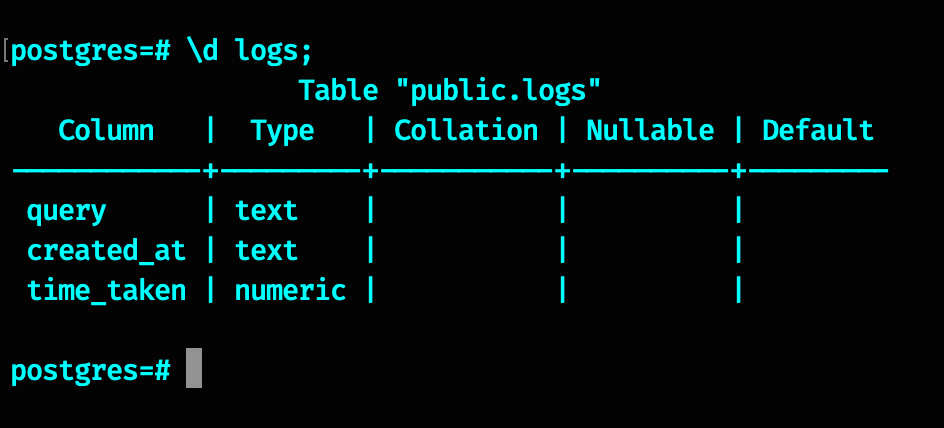 postgres=# \d logs;
Table "public.logs"
Column | Type | Collation | Nullable | Default
------------+---------+-----------+----------+---------
query | text | | |
created_at | text | | |
time_taken | numeric | | |
postgres=#